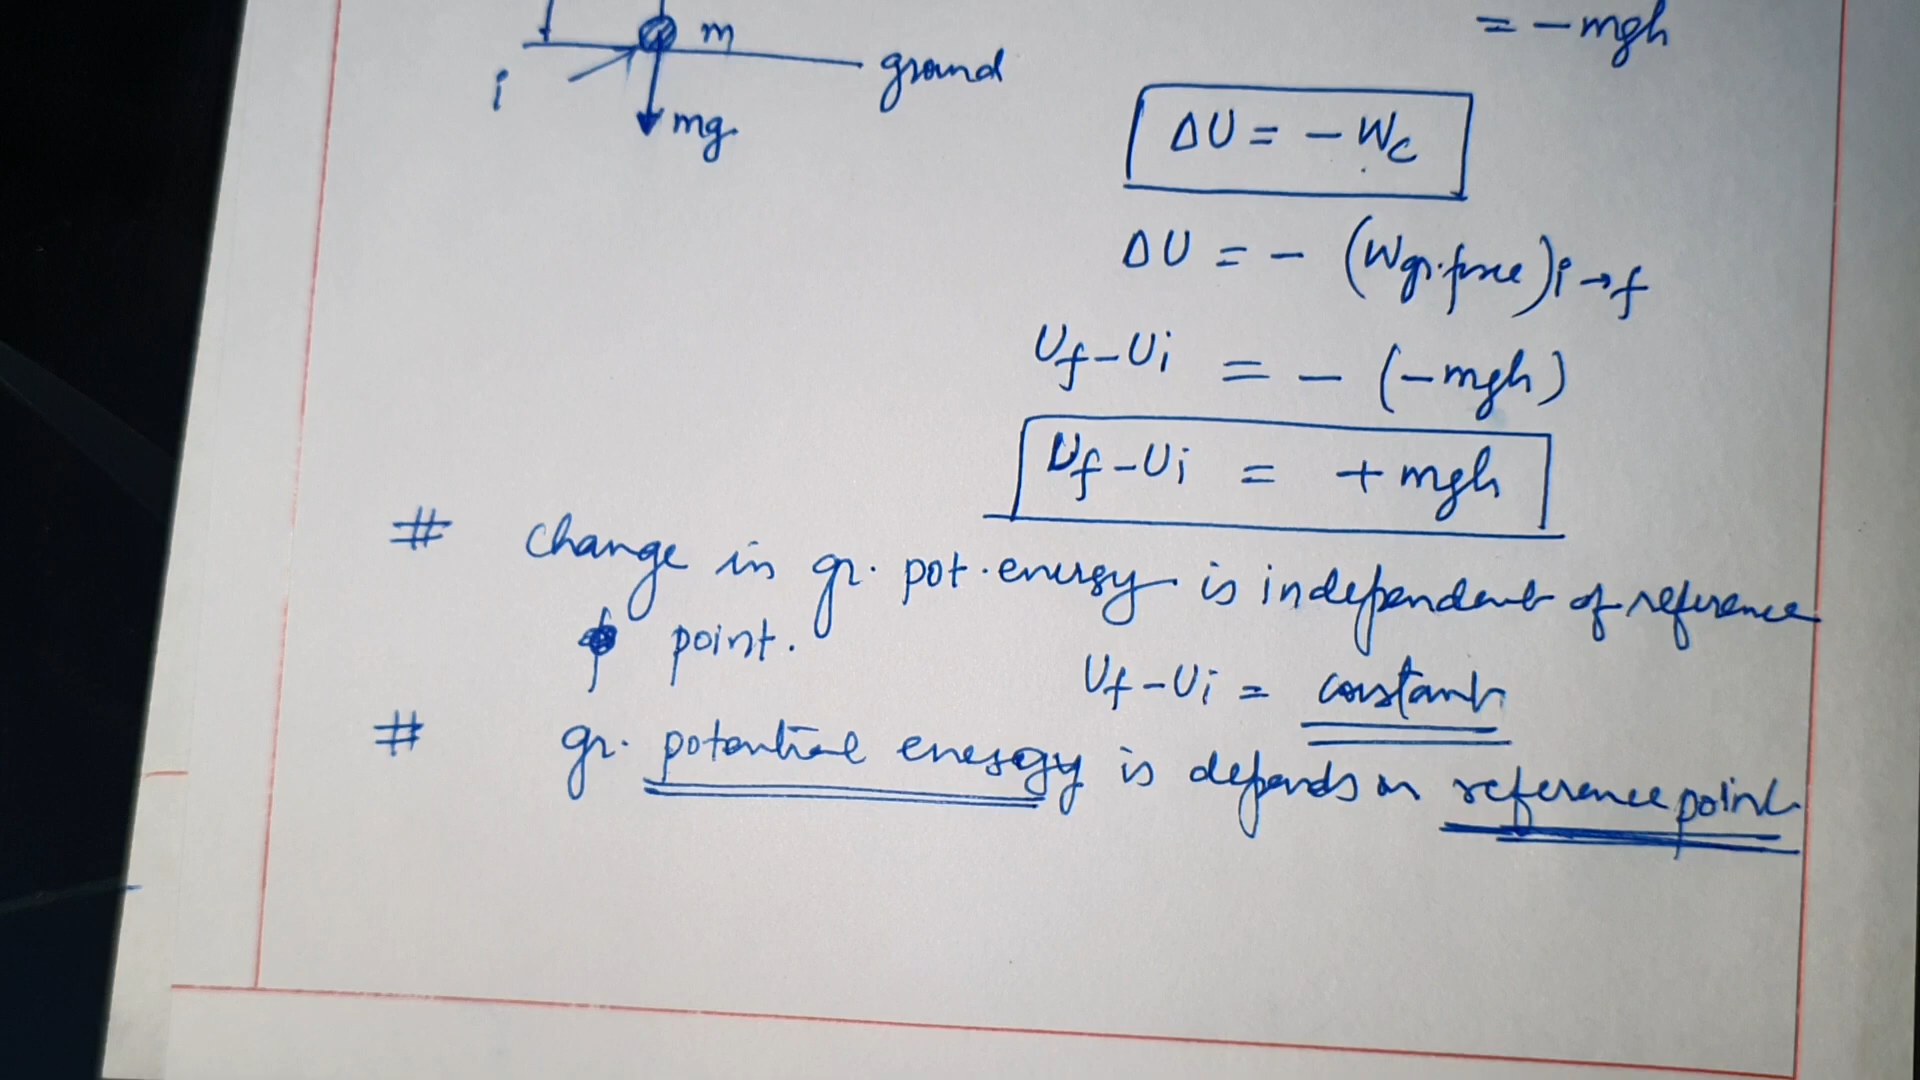 = -mgh
m
ground
i
mg
ΔU = - Wc
ΔU = - (Wgr.force)i→f
Uf-Ui = - (-mgh)
Uf-Ui = + mgh
# Change in gr. pot.energy is independent of reference
point.
Uf-Ui = constant
# gr. potential energy is depends on reference point